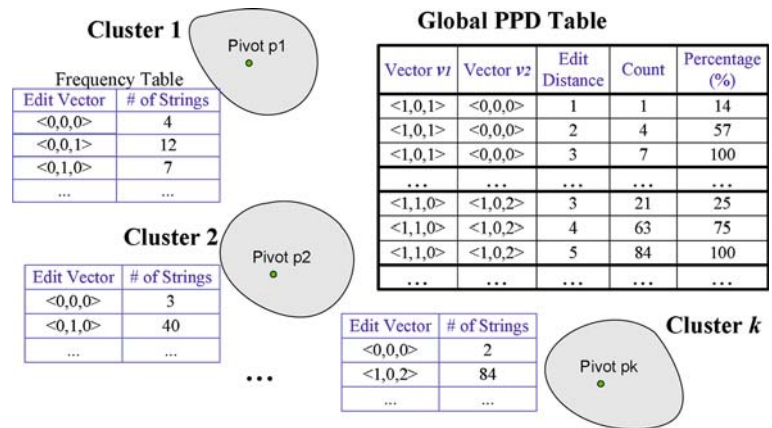 Cluster 1
Pivot p1
Frequency Table
Edit Vector # of Strings
<0,0,0> 4
<0,0,1> 12
<0,1,0> 7
... ...
Global PPD Table
Vector v1 Vector v2 Edit Distance Count Percentage (%)
<1,0,1> <0,0,0> 1 1 14
<1,0,1> <0,0,0> 2 4 57
<1,0,1> <0,0,0> 3 7 100
... ... ... ... ...
<1,1,0> <1,0,2> 3 21 25
<1,1,0> <1,0,2> 4 63 75
<1,1,0> <1,0,2> 5 84 100
... ... ... ... ...
Cluster 2
Pivot p2
Edit Vector # of Strings
<0,0,0> 3
<0,1,0> 40
... ...
...
Edit Vector # of Strings
<0,0,0> 2
<1,0,2> 84
... ...
Cluster k
Pivot pk